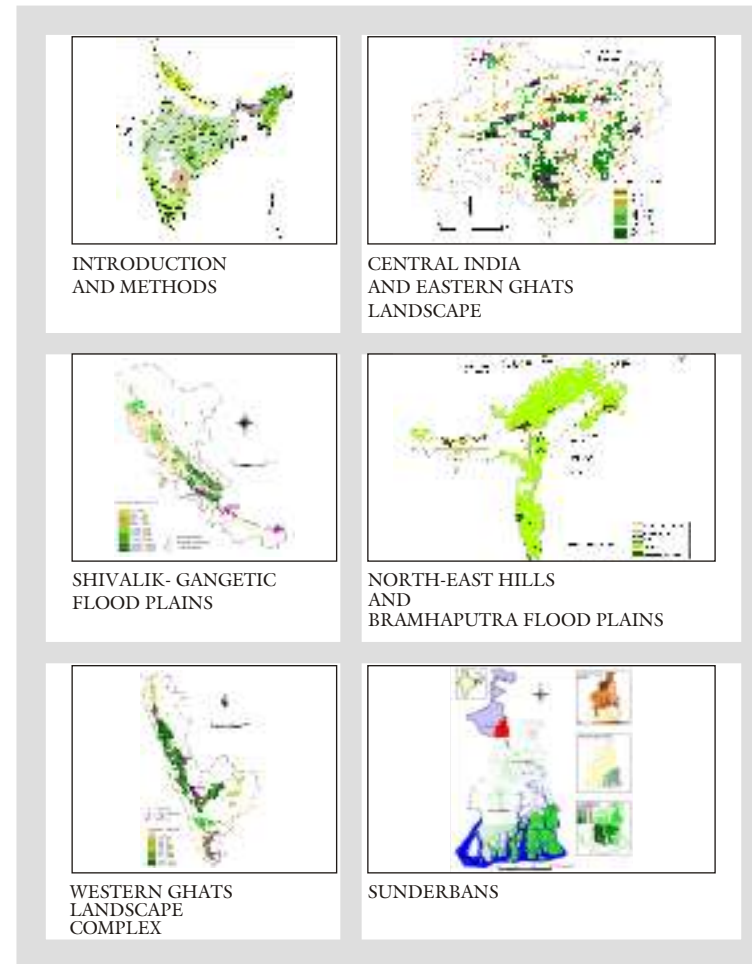 INTRODUCTION
AND METHODS
CENTRAL INDIA
AND EASTERN GHATS
LANDSCAPE
SHIVALIK- GANGETIC
FLOOD PLAINS
NORTH-EAST HILLS
AND
BRAMHAPUTRA FLOOD PLAINS
WESTERN GHATS
LANDSCAPE
COMPLEX
SUNDERBANS